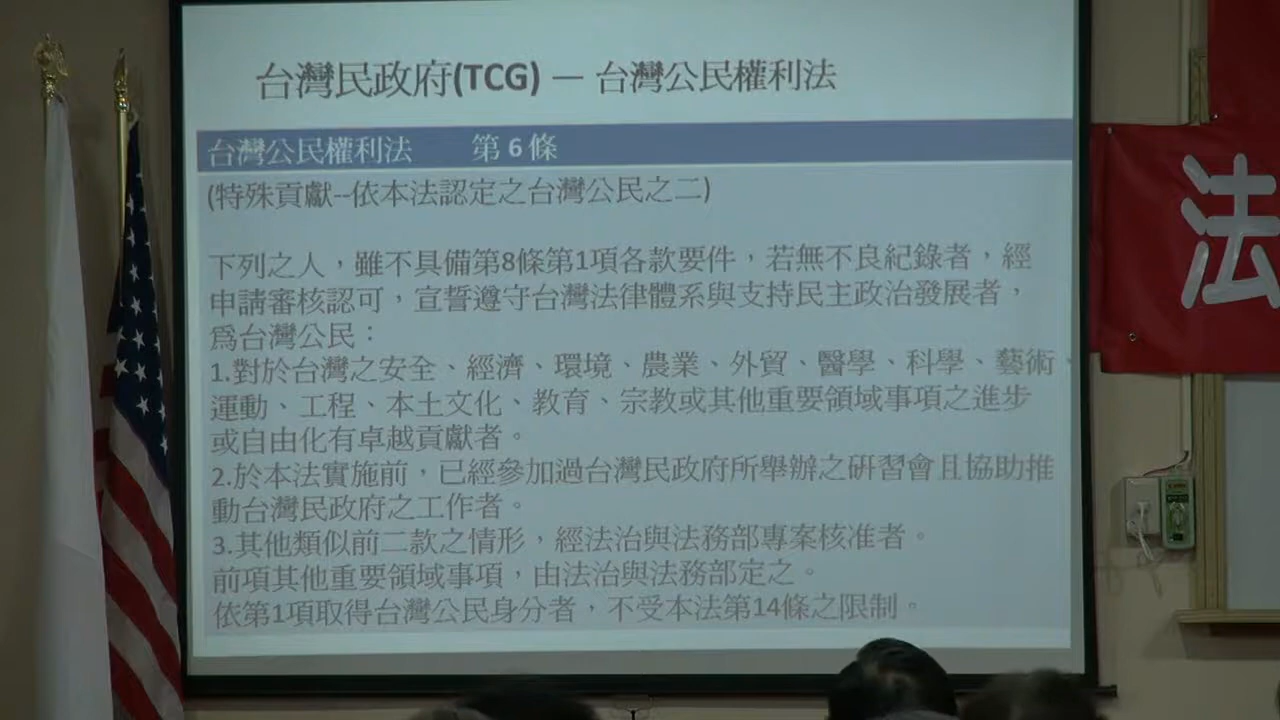 台灣民政府(TCG) — 台灣公民權利法
台灣公民權利法 第 6 條
(特殊貢獻--依本法認定之台灣公民之二)
下列之人，雖不具備第8條第1項各款要件，若無不良紀錄者，經
申請審核認可，宣誓遵守台灣法律體系與支持民主政治發展者，
為台灣公民：
1.對於台灣之安全、經濟、環境、農業、外貿、醫學、科學、藝術、
運動、工程、本土文化、教育、宗教或其他重要領域事項之進步
或自由化有卓越貢獻者。
2.於本法實施前，已經參加過台灣民政府所舉辦之研習會且協助推
動台灣民政府之工作者。
3.其他類似前二款之情形，經法治與法務部專案核准者。
前項其他重要領域事項，由法治與法務部定之。
依第1項取得台灣公民身分者，不受本法第14條之限制。
法